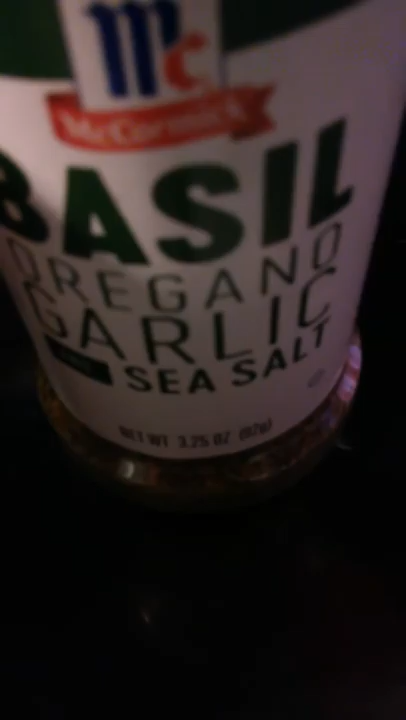 Mc
McCormick
BASIL
OREGANO
GARLIC
SEA SALT
NET WT 3.25 OZ (92g)